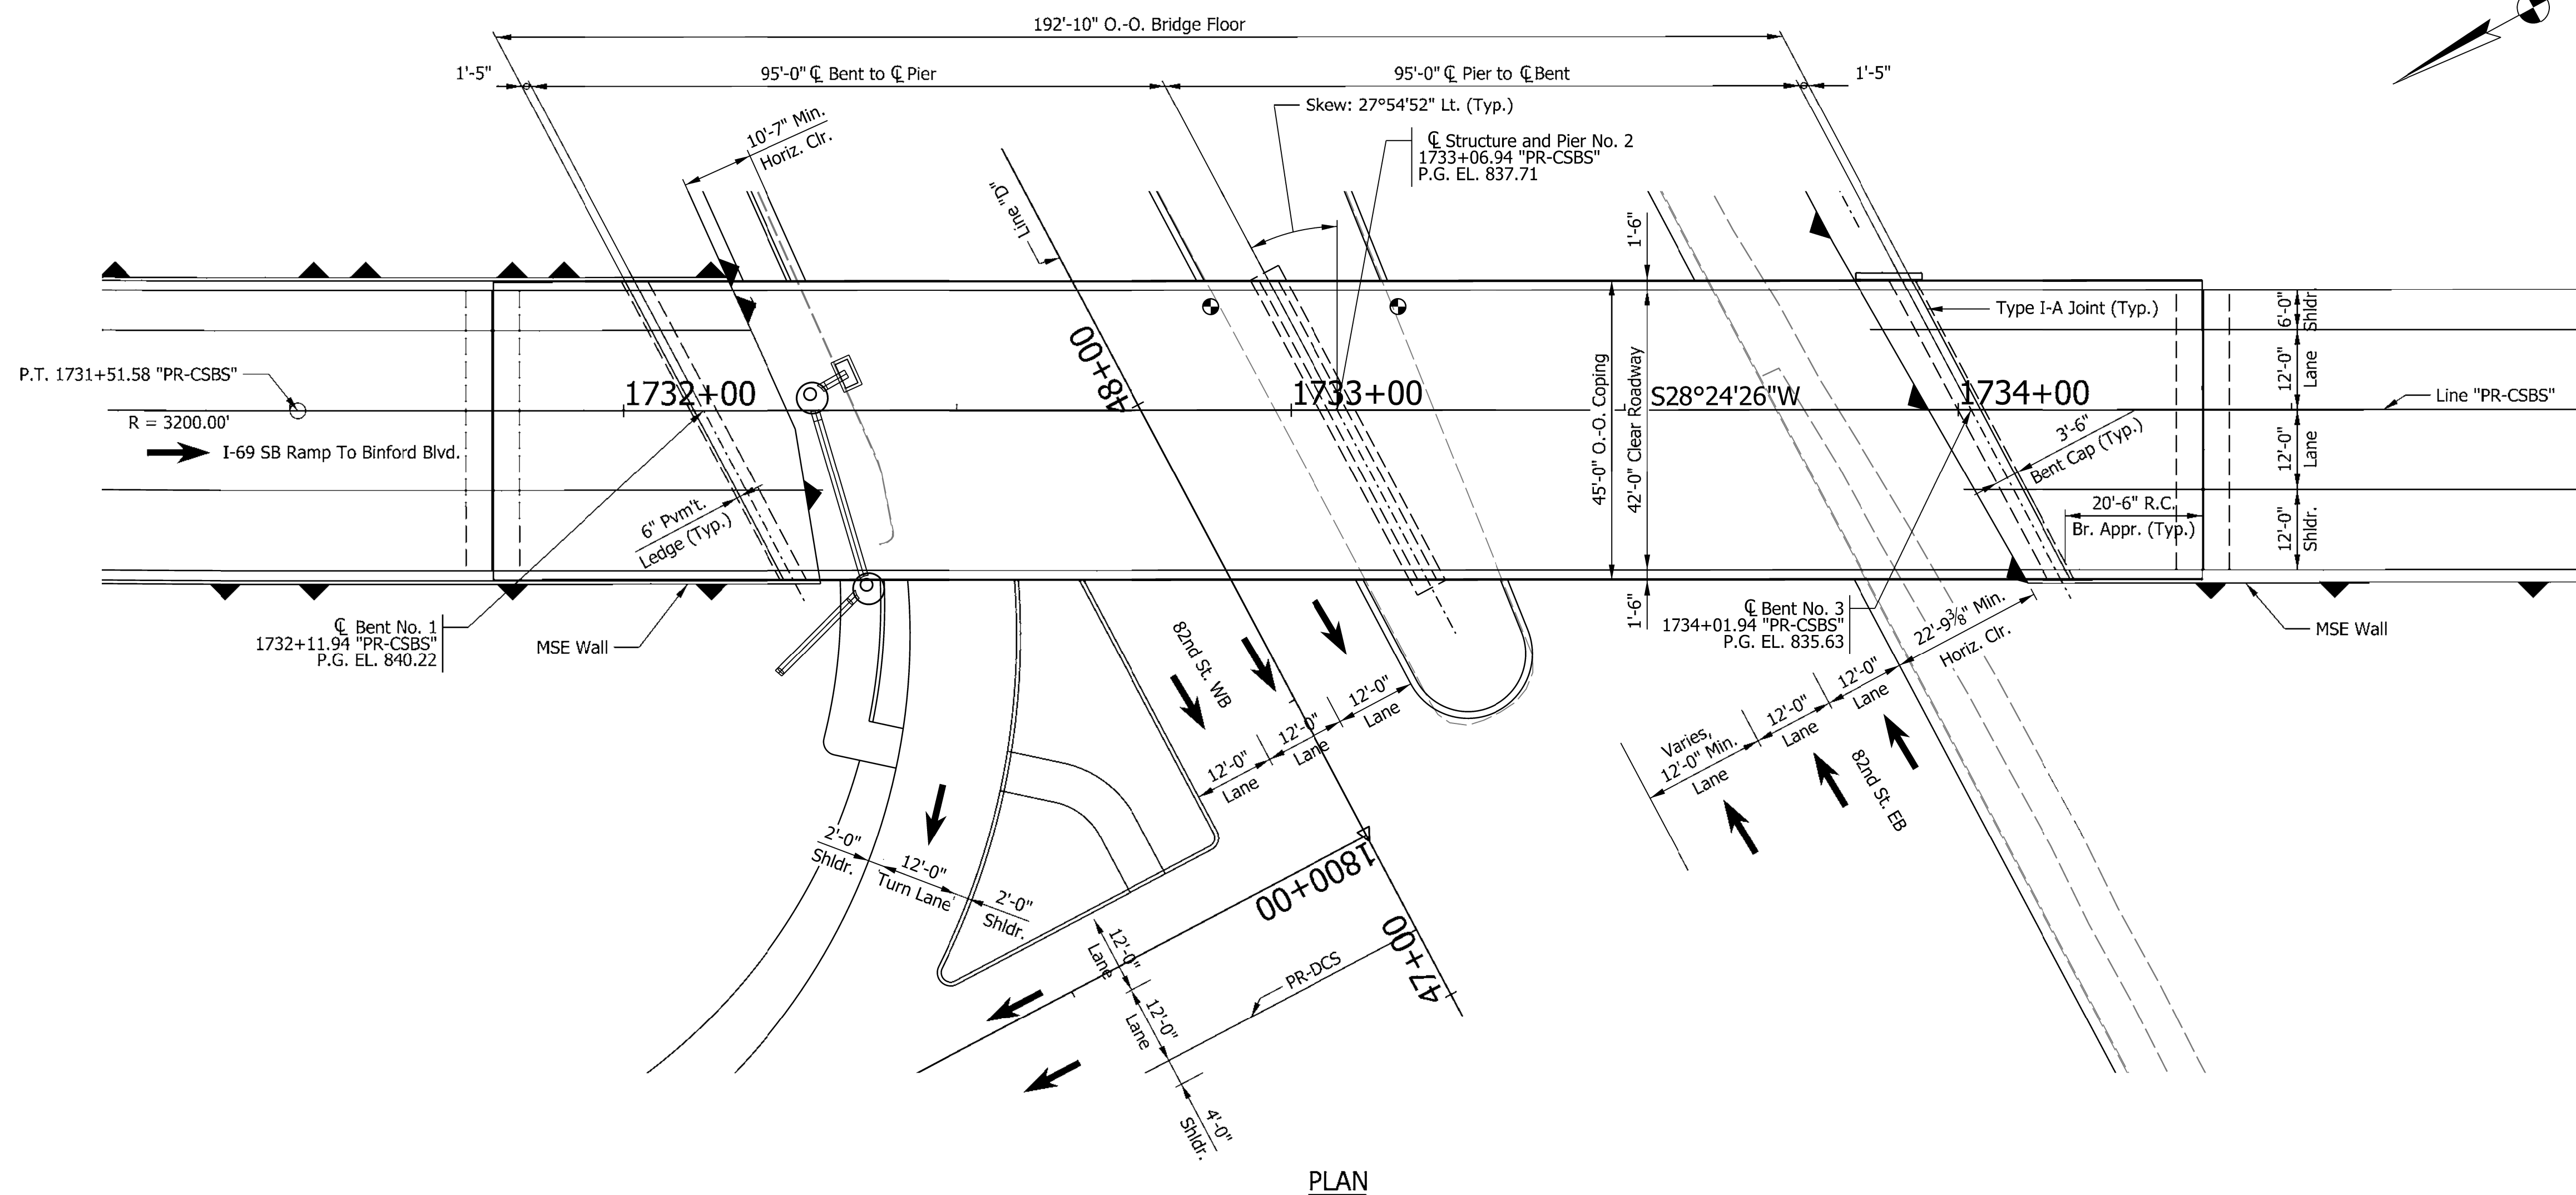 192'-10" O.-O. Bridge Floor
1'-5"
95'-0" ℄ Bent to ℄ Pier
95'-0" ℄ Pier to ℄ Bent
1'-5"
Skew: 27°54'52" Lt. (Typ.)
10'-7" Min.
Horiz. Clr.
℄ Structure and Pier No. 2
1733+06.94 "PR-CSBS"
P.G. EL. 837.71
Line "D"
1'-6"
Type I-A Joint (Typ.)
6'-0"
Shldr.
48+00
45'-0" O.-O. Coping
42'-0" Clear Roadway
12'-0"
Lane
P.T. 1731+51.58 "PR-CSBS"
1732+00
1733+00
S28°24'26"W
1734+00
Line "PR-CSBS"
R = 3200.00'
I-69 SB Ramp To Binford Blvd.
3'-6"
Bent Cap (Typ.)
12'-0"
Lane
6" Pvm't.
Ledge (Typ.)
20'-6" R.C.
Br. Appr. (Typ.)
12'-0"
Shldr.
1'-6"
℄ Bent No. 1
1732+11.94 "PR-CSBS"
P.G. EL. 840.22
MSE Wall
82nd St. WB
℄ Bent No. 3
1734+01.94 "PR-CSBS"
P.G. EL. 835.63
22'-9⅜" Min.
Horiz. Clr.
MSE Wall
12'-0"
Lane
12'-0"
Lane
12'-0"
Lane
Varies,
12'-0" Min.
Lane
12'-0"
Lane
12'-0"
Lane
82nd St. EB
2'-0"
Shldr.
12'-0"
Turn Lane
2'-0"
Shldr.
1800+00
47+00
12'-0"
Lane
12'-0"
Lane
PR-DCS
4'-0"
Shldr.
PLAN